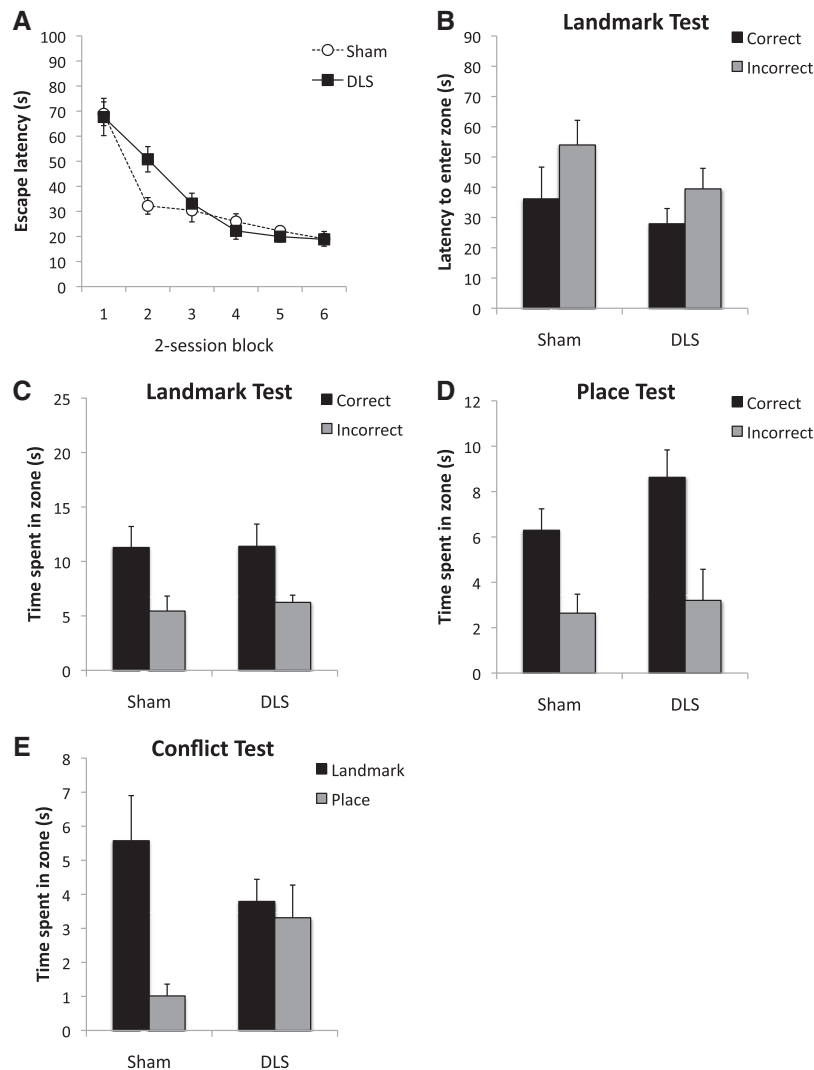 A
100
90
80
70
60
50
40
30
20
10
0
Escape latency (s)
Sham
DLS
1 2 3 4 5 6
2-session block
B
Landmark Test
Correct
Incorrect
90
80
70
60
50
40
30
20
10
0
Latency to enter zone (s)
Sham DLS
C
Landmark Test
Correct
Incorrect
25
20
15
10
5
0
Time spent in zone (s)
Sham DLS
D
Place Test
Correct
Incorrect
12
10
8
6
4
2
0
Time spent in zone (s)
Sham DLS
E
Conflict Test
Landmark
Place
8
7
6
5
4
3
2
1
0
Time spent in zone (s)
Sham DLS